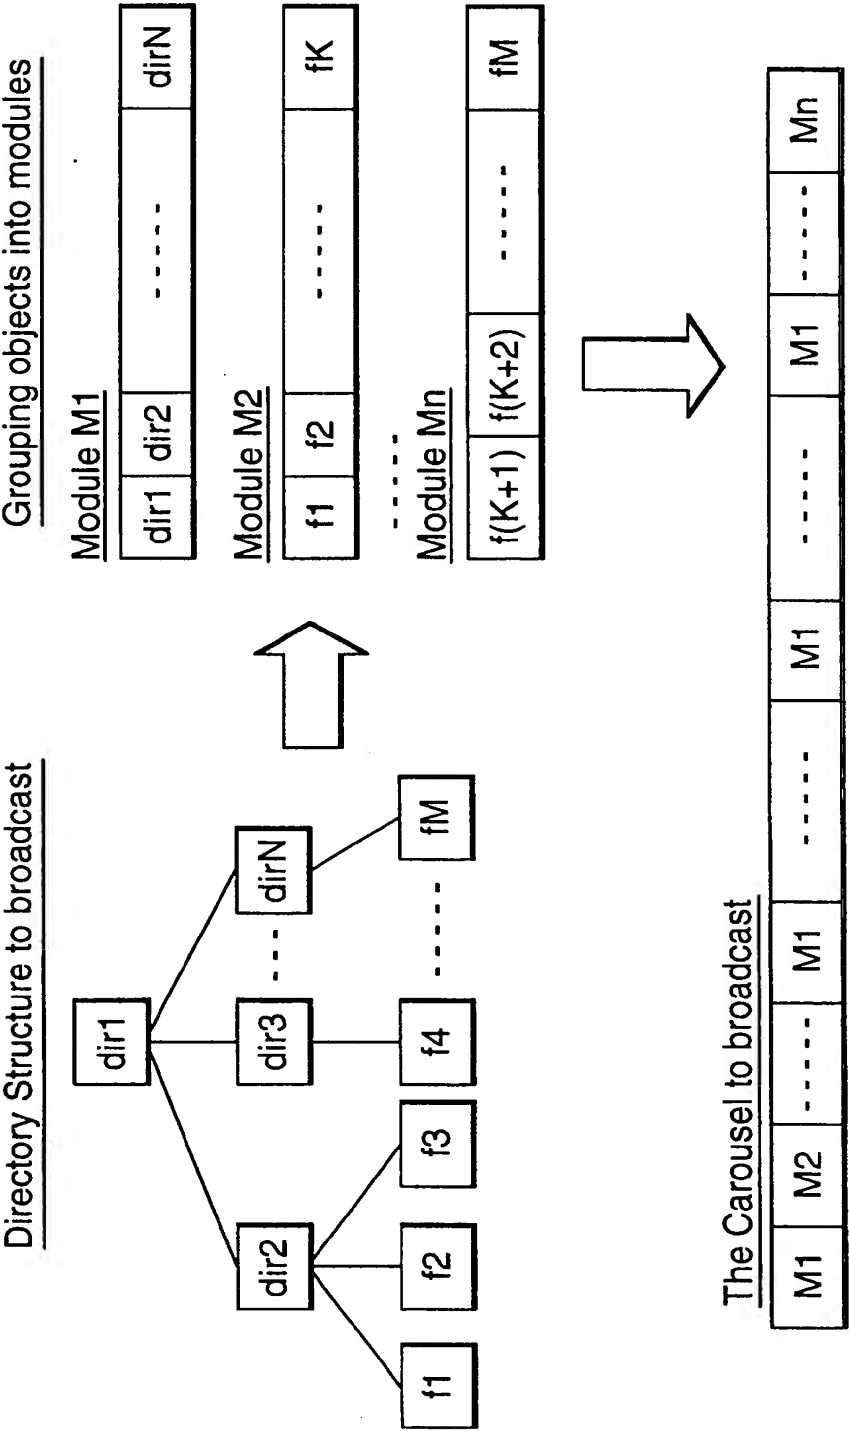 Directory Structure to broadcast
dir1
dir2 dir3 ----- dirN
f1 f2 f3 f4 ------ fM
Grouping objects into modules
Module M1
dir1 dir2 ----- dirN
Module M2
f1 f2 ----- fK
-----
Module Mn
f(K+1) f(K+2) ----- fM
The Carousel to broadcast
M1 M2 ------ M1 ----- M1 ------ M1 ------ Mn